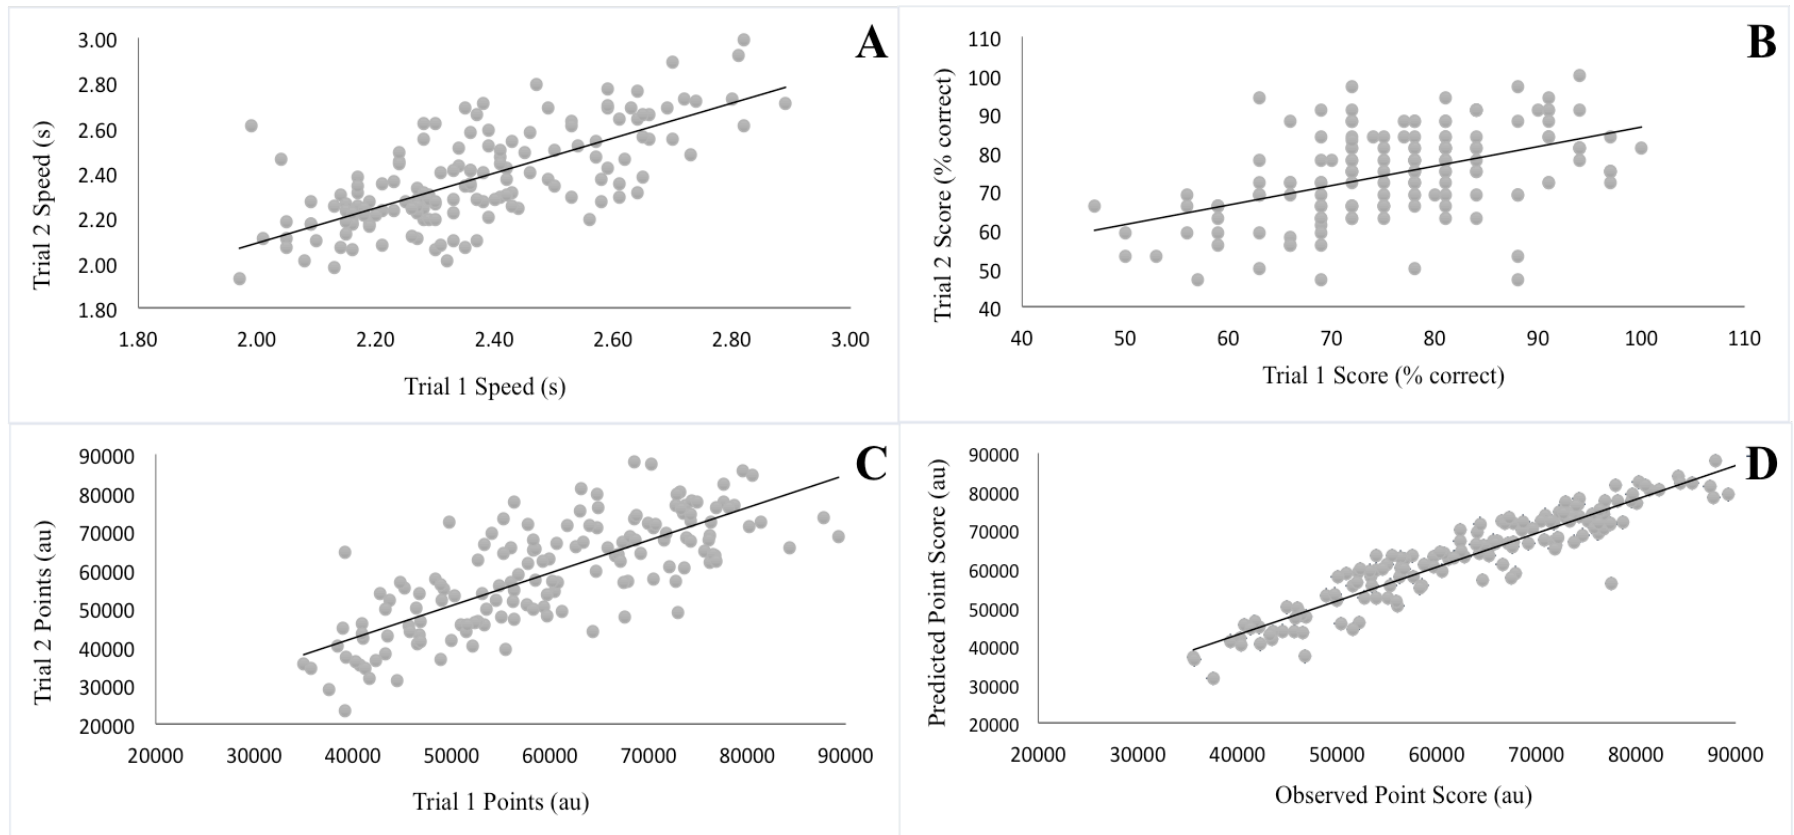 A
Trial 2 Speed (s)
3.00
2.80
2.60
2.40
2.20
2.00
1.80
1.80 2.00 2.20 2.40 2.60 2.80 3.00
Trial 1 Speed (s)
B
Trial 2 Score (% correct)
110
100
90
80
70
60
50
40
40 50 60 70 80 90 100 110
Trial 1 Score (% correct)
C
Trial 2 Points (au)
90000
80000
70000
60000
50000
40000
30000
20000
20000 30000 40000 50000 60000 70000 80000 90000
Trial 1 Points (au)
D
Predicted Point Score (au)
90000
80000
70000
60000
50000
40000
30000
20000
20000 30000 40000 50000 60000 70000 80000 90000
Observed Point Score (au)